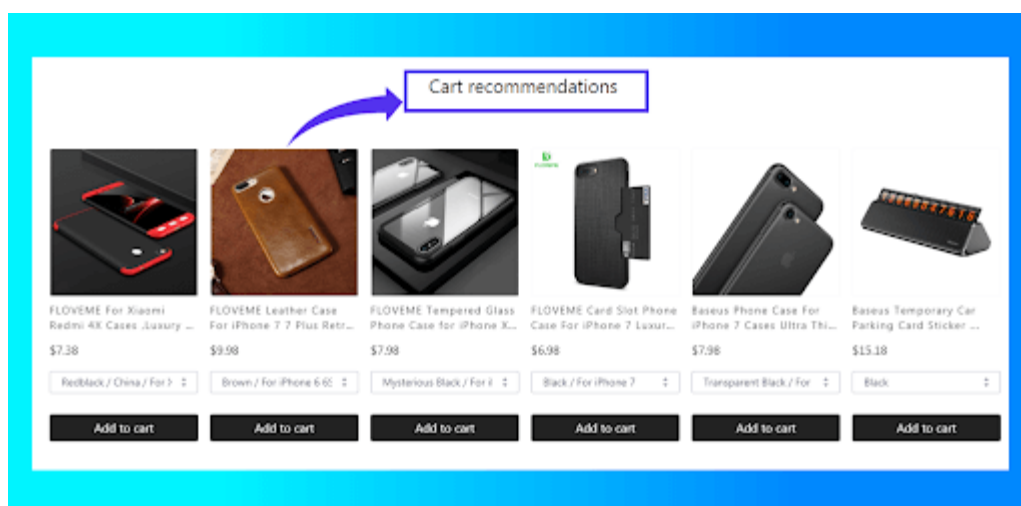 Cart recommendations
FLOVEME
FLOVEME For Xiaomi
Redmi 4X Cases ,Luxury ...
$7.38
Redblack / China / For
Add to cart
FLOVEME Leather Case
For iPhone 7 7 Plus Retr...
$9.98
Brown / For iPhone 6 6S
Add to cart
FLOVEME Tempered Glass
Phone Case for iPhone X...
$7.98
Mysterious Black / For
Add to cart
FLOVEME Card Slot Phone
Case For iPhone 7 Luxur...
$6.98
Black / For iPhone 7
Add to cart
Baseus Phone Case For
iPhone 7 Cases Ultra Thi...
$7.98
Transparent Black / For
Add to cart
Baseus Temporary Car
Parking Card Sticker ...
$15.18
Black
Add to cart